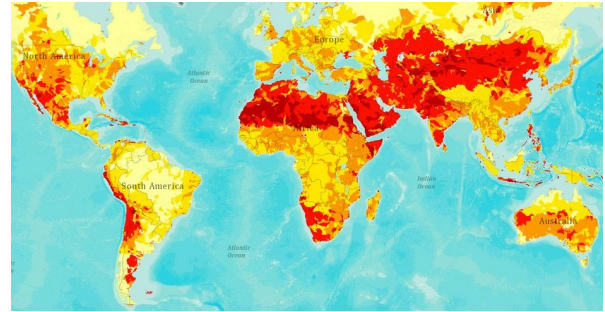 Asia
Europe
North America
Atlantic
Ocean
Africa
South America
Indian
Ocean
Australia
Atlantic
Ocean